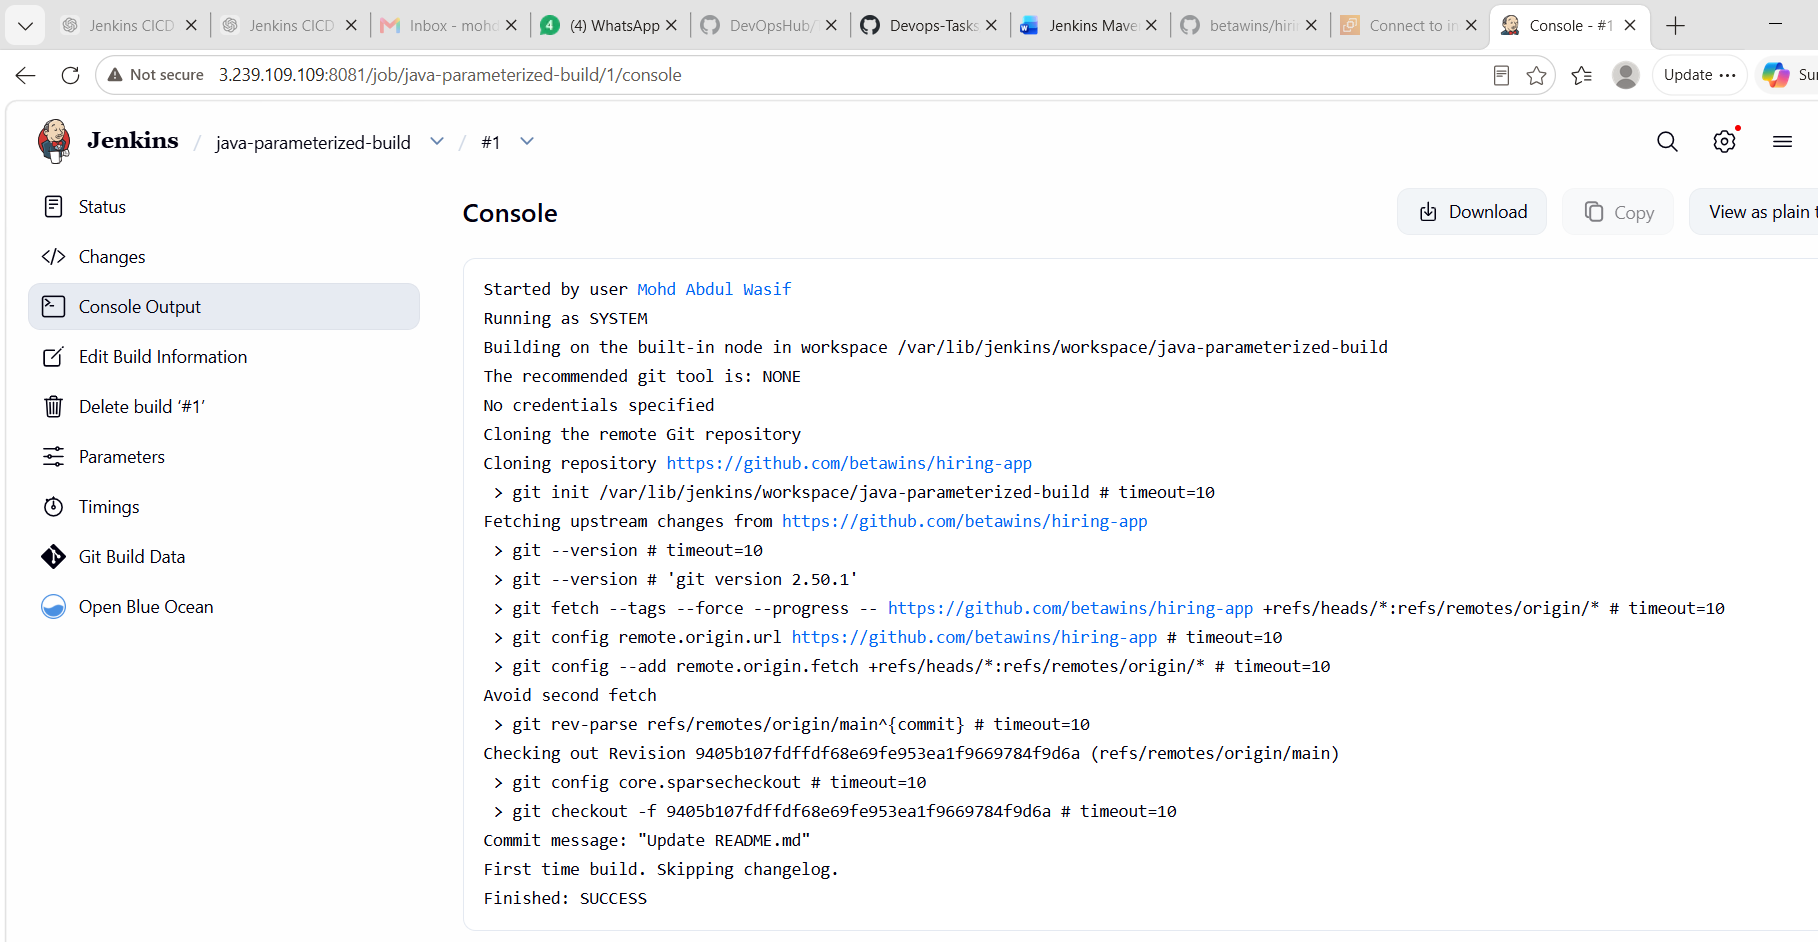 Jenkins CICD
Jenkins CICD
Inbox - mohd
4
(4) WhatsApp
DevOpsHub/
Devops-Tasks
Jenkins Mave
betawins/hirin
Connect to in
Console - #1
Not secure
3.239.109.109:8081/job/java-parameterized-build/1/console
Update
Jenkins / java-parameterized-build / #1
Status
Changes
Console Output
Edit Build Information
Delete build ‘#1’
Parameters
Timings
Git Build Data
Open Blue Ocean
Console
Download
Copy
View as plain
Started by user Mohd Abdul Wasif
Running as SYSTEM
Building on the built-in node in workspace /var/lib/jenkins/workspace/java-parameterized-build
The recommended git tool is: NONE
No credentials specified
Cloning the remote Git repository
Cloning repository https://github.com/betawins/hiring-app
> git init /var/lib/jenkins/workspace/java-parameterized-build # timeout=10
Fetching upstream changes from https://github.com/betawins/hiring-app
> git --version # timeout=10
> git --version # 'git version 2.50.1'
> git fetch --tags --force --progress -- https://github.com/betawins/hiring-app +refs/heads/*:refs/remotes/origin/* # timeout=10
> git config remote.origin.url https://github.com/betawins/hiring-app # timeout=10
> git config --add remote.origin.fetch +refs/heads/*:refs/remotes/origin/* # timeout=10
Avoid second fetch
> git rev-parse refs/remotes/origin/main^{commit} # timeout=10
Checking out Revision 9405b107fdffdf68e69fe953ea1f9669784f9d6a (refs/remotes/origin/main)
> git config core.sparsecheckout # timeout=10
> git checkout -f 9405b107fdffdf68e69fe953ea1f9669784f9d6a # timeout=10
Commit message: "Update README.md"
First time build. Skipping changelog.
Finished: SUCCESS